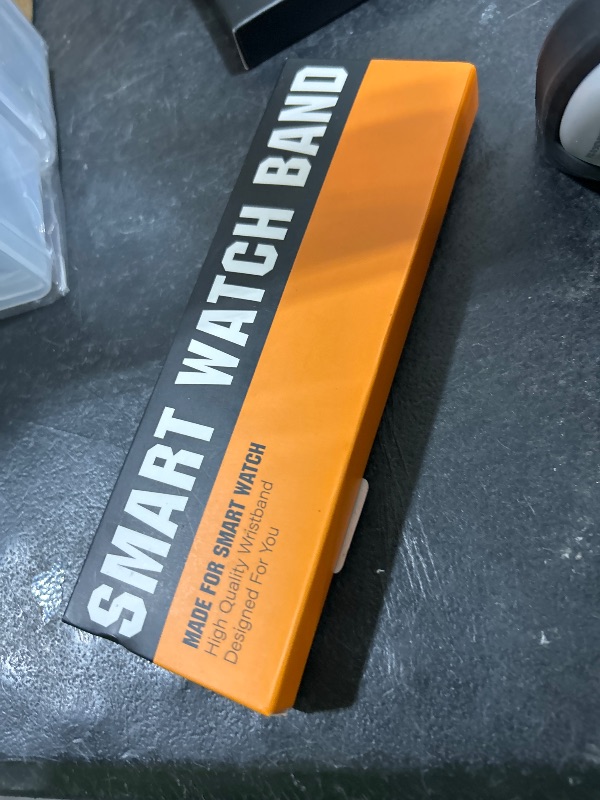 SMART WATCH BAND
MADE FOR SMART WATCH
High Quality Wristband
Designed For You